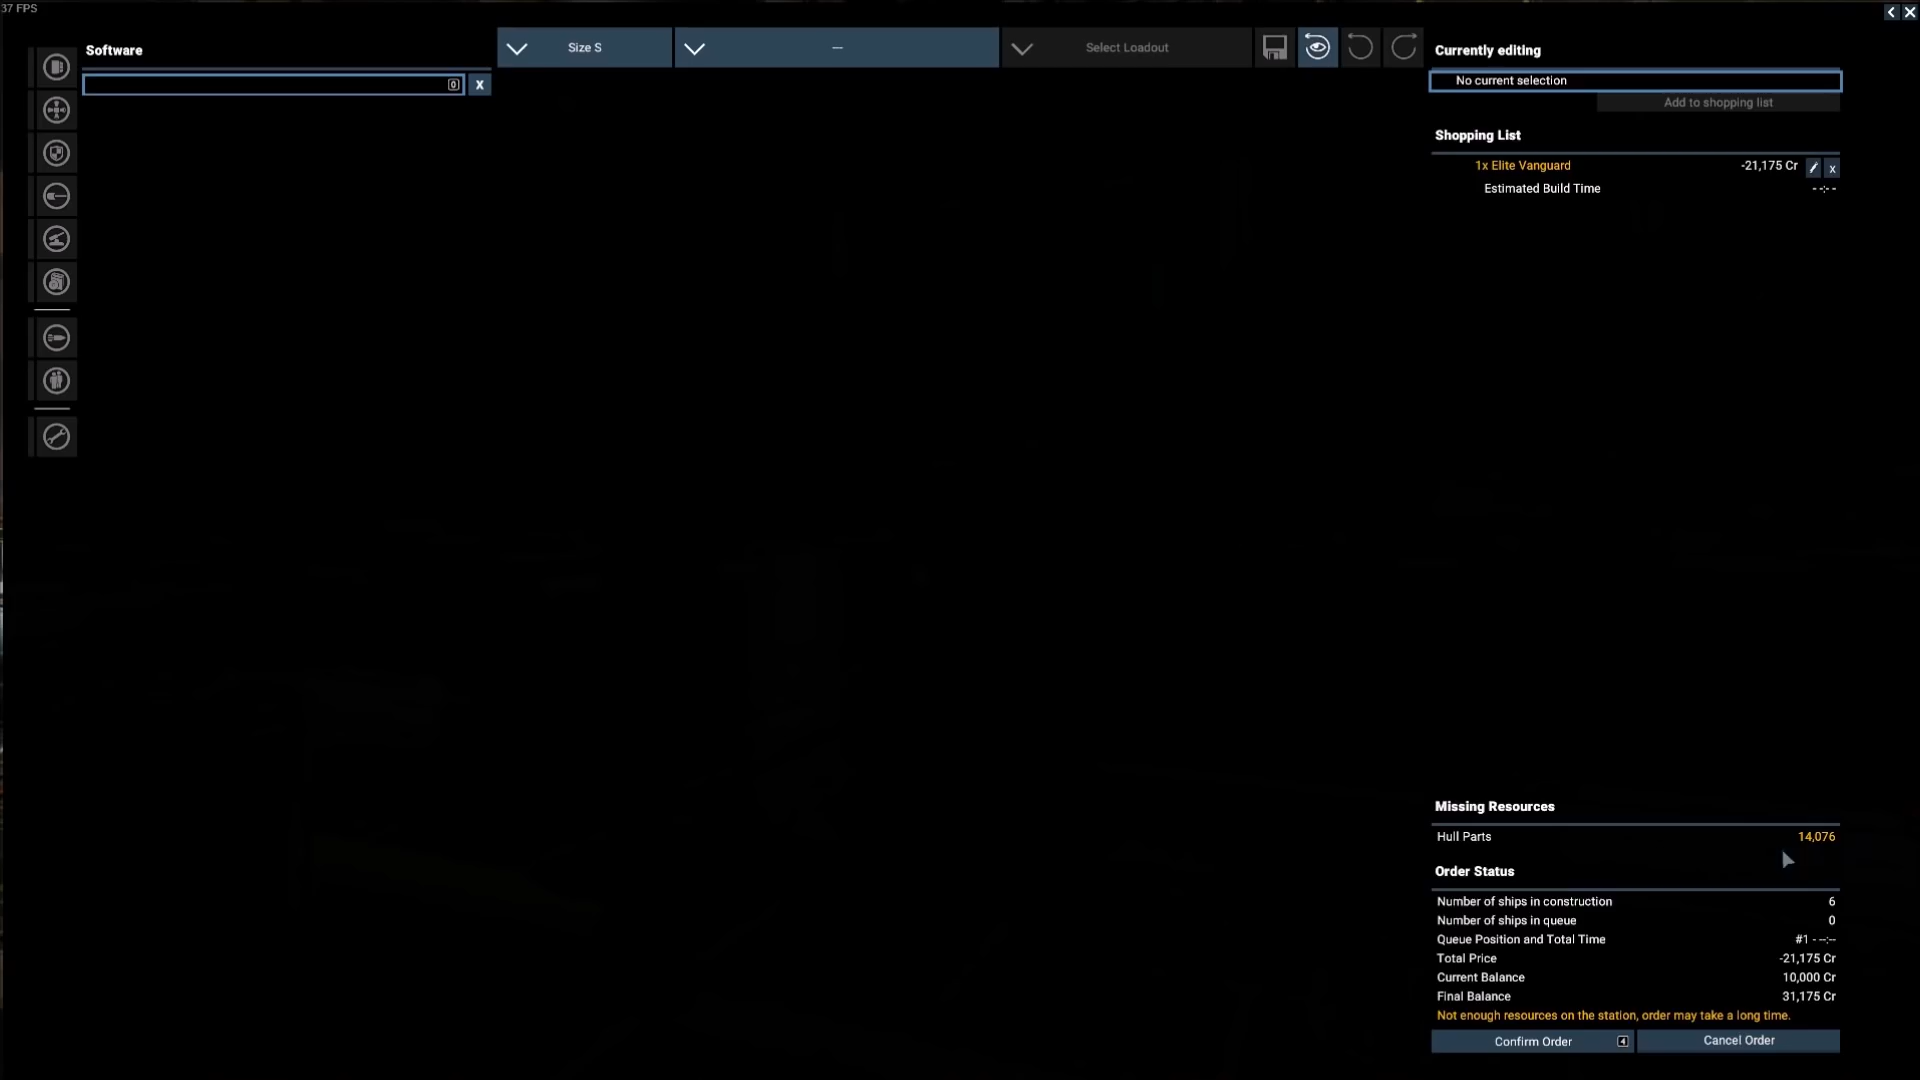 37 FPS
Software
0
x
Size S
---
Select Loadout
Currently editing
No current selection
Add to shopping list
Shopping List
1x Elite Vanguard -21,175 Cr x
Estimated Build Time --:--
Missing Resources
Hull Parts 14,076
Order Status
Number of ships in construction 6
Number of ships in queue 0
Queue Position and Total Time #1 - --:--
Total Price -21,175 Cr
Current Balance 10,000 Cr
Final Balance 31,175 Cr
Not enough resources on the station, order may take a long time.
Confirm Order 4
Cancel Order